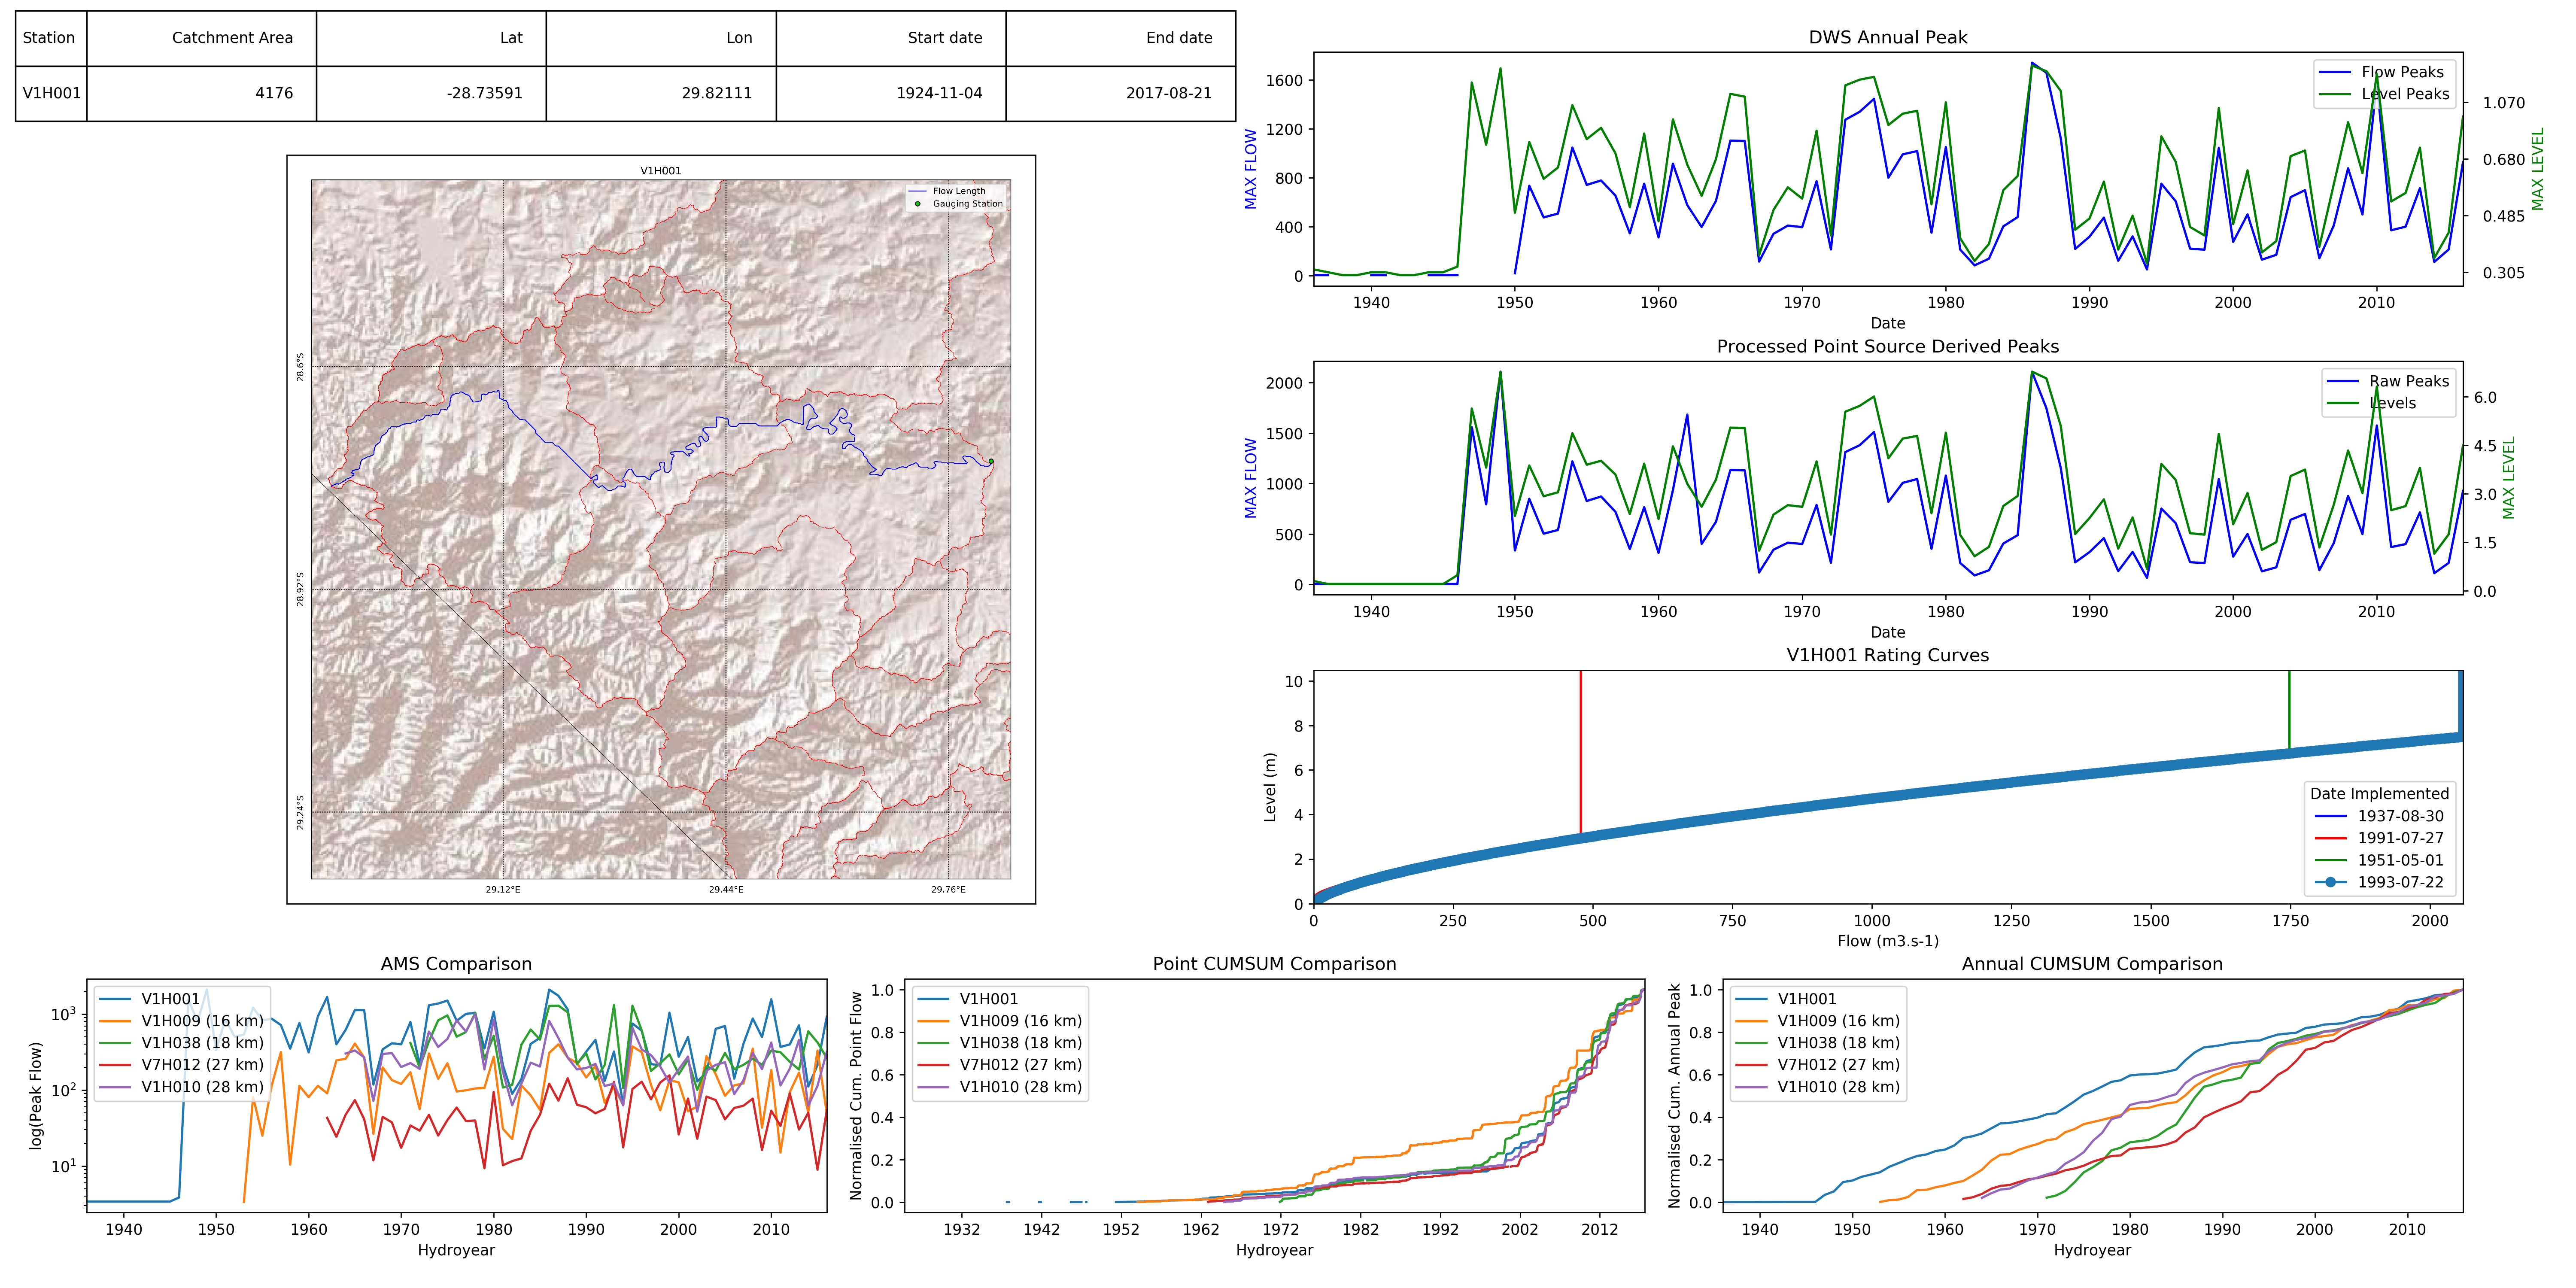 Station Catchment Area Lat Lon Start date End date
V1H001 4176 -28.73591 29.82111 1924-11-04 2017-08-21
V1H001
Flow Length
Gauging Station
28.6°S
28.92°S
29.24°S
29.12°E 29.44°E 29.76°E
DWS Annual Peak
MAX FLOW
1600
1200
800
400
0
Flow Peaks
Level Peaks
1.070
0.680
0.485
0.305
MAX LEVEL
1940 1950 1960 1970 1980 1990 2000 2010
Date
Processed Point Source Derived Peaks
MAX FLOW
2000
1500
1000
500
0
Raw Peaks
Levels
6.0
4.5
3.0
1.5
0.0
MAX LEVEL
1940 1950 1960 1970 1980 1990 2000 2010
Date
V1H001 Rating Curves
Level (m)
10
8
6
4
2
0
Date Implemented
1937-08-30
1991-07-27
1951-05-01
1993-07-22
0 250 500 750 1000 1250 1500 1750 2000
Flow (m3.s-1)
AMS Comparison
log(Peak Flow)
10³
10²
10¹
V1H001
V1H009 (16 km)
V1H038 (18 km)
V7H012 (27 km)
V1H010 (28 km)
1940 1950 1960 1970 1980 1990 2000 2010
Hydroyear
Point CUMSUM Comparison
Normalised Cum. Point Flow
1.0
0.8
0.6
0.4
0.2
0.0
V1H001
V1H009 (16 km)
V1H038 (18 km)
V7H012 (27 km)
V1H010 (28 km)
1932 1942 1952 1962 1972 1982 1992 2002 2012
Hydroyear
Annual CUMSUM Comparison
Normalised Cum. Annual Peak
1.0
0.8
0.6
0.4
0.2
0.0
V1H001
V1H009 (16 km)
V1H038 (18 km)
V7H012 (27 km)
V1H010 (28 km)
1940 1950 1960 1970 1980 1990 2000 2010
Hydroyear